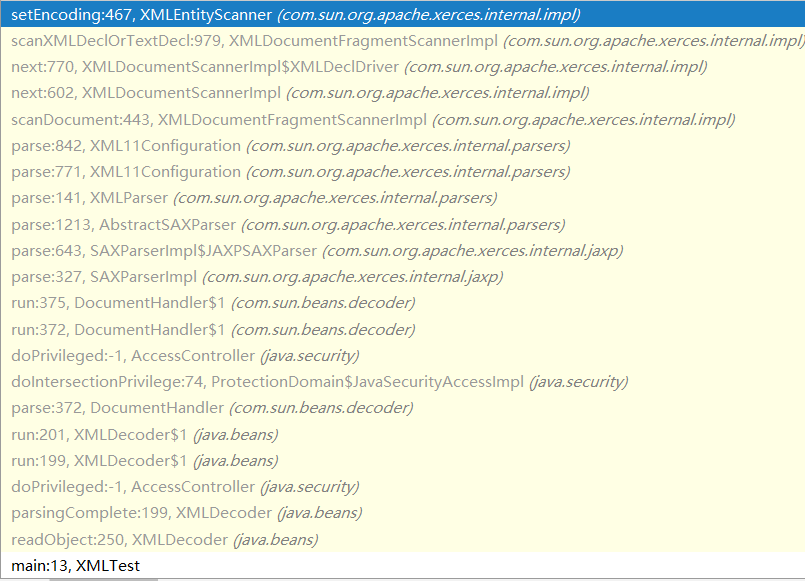 setEncoding:467, XMLEntityScanner (com.sun.org.apache.xerces.internal.impl)
scanXMLDeclOrTextDecl:979, XMLDocumentFragmentScannerImpl (com.sun.org.apache.xerces.internal.impl)
next:770, XMLDocumentScannerImpl$XMLDeclDriver (com.sun.org.apache.xerces.internal.impl)
next:602, XMLDocumentScannerImpl (com.sun.org.apache.xerces.internal.impl)
scanDocument:443, XMLDocumentFragmentScannerImpl (com.sun.org.apache.xerces.internal.impl)
parse:842, XML11Configuration (com.sun.org.apache.xerces.internal.parsers)
parse:771, XML11Configuration (com.sun.org.apache.xerces.internal.parsers)
parse:141, XMLParser (com.sun.org.apache.xerces.internal.parsers)
parse:1213, AbstractSAXParser (com.sun.org.apache.xerces.internal.parsers)
parse:643, SAXParserImpl$JAXPSAXParser (com.sun.org.apache.xerces.internal.jaxp)
parse:327, SAXParserImpl (com.sun.org.apache.xerces.internal.jaxp)
run:375, DocumentHandler$1 (com.sun.beans.decoder)
run:372, DocumentHandler$1 (com.sun.beans.decoder)
doPrivileged:-1, AccessController (java.security)
doIntersectionPrivilege:74, ProtectionDomain$JavaSecurityAccessImpl (java.security)
parse:372, DocumentHandler (com.sun.beans.decoder)
run:201, XMLDecoder$1 (java.beans)
run:199, XMLDecoder$1 (java.beans)
doPrivileged:-1, AccessController (java.security)
parsingComplete:199, XMLDecoder (java.beans)
readObject:250, XMLDecoder (java.beans)
main:13, XMLTest